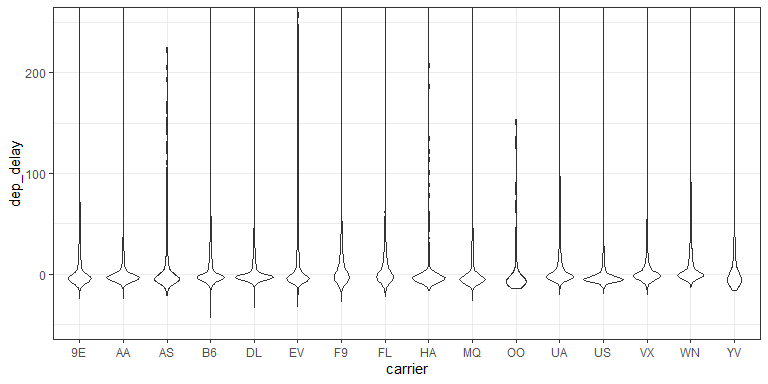 dep_delay
200
100
0
9E AA AS B6 DL EV F9 FL HA MQ OO UA US VX WN YV
carrier